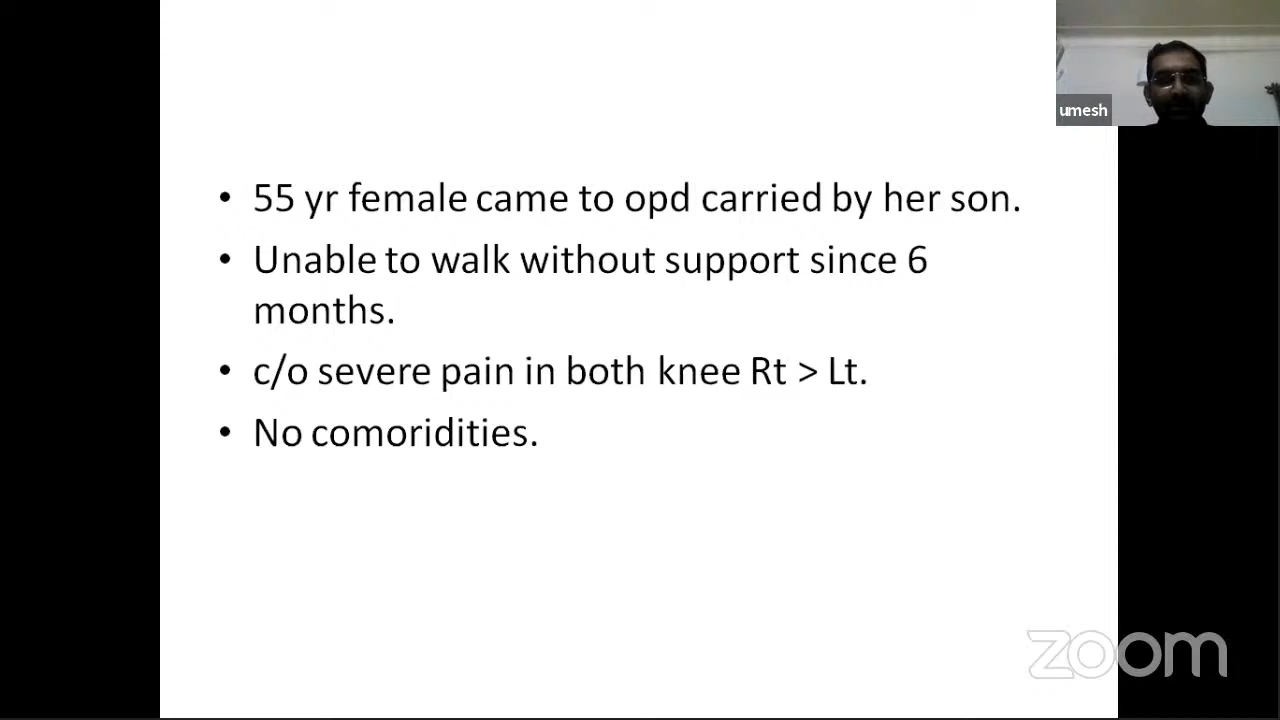 umesh
• 55 yr female came to opd carried by her son.
• Unable to walk without support since 6
months.
• c/o severe pain in both knee Rt > Lt.
• No comoridities.
zoom